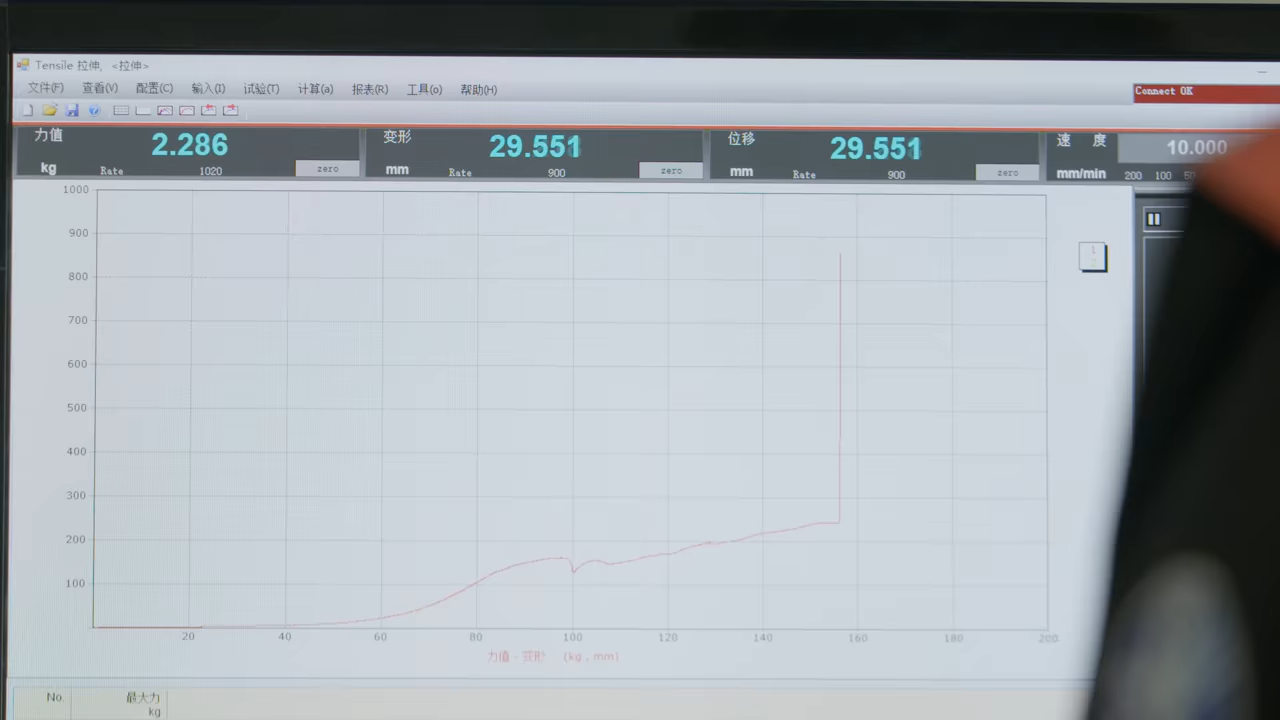 Tensile 拉伸, <拉伸>
文件(F) 查看(V) 配置(C) 输入(I) 试验(T) 计算(a) 报表(R) 工具(o) 帮助(H)
Connect OK
力值 2.286 变形 29.551 位移 29.551 速 度 10.000
kg Rate 1020 zero mm Rate 900 zero mm Rate 900 zero mm/min 200 100
1000
900
800
700
600
500
400
300
200
100
20 40 60 80 100 120 140 160 180 200
力值 - 变形 (kg , mm)
No. 最大力
kg